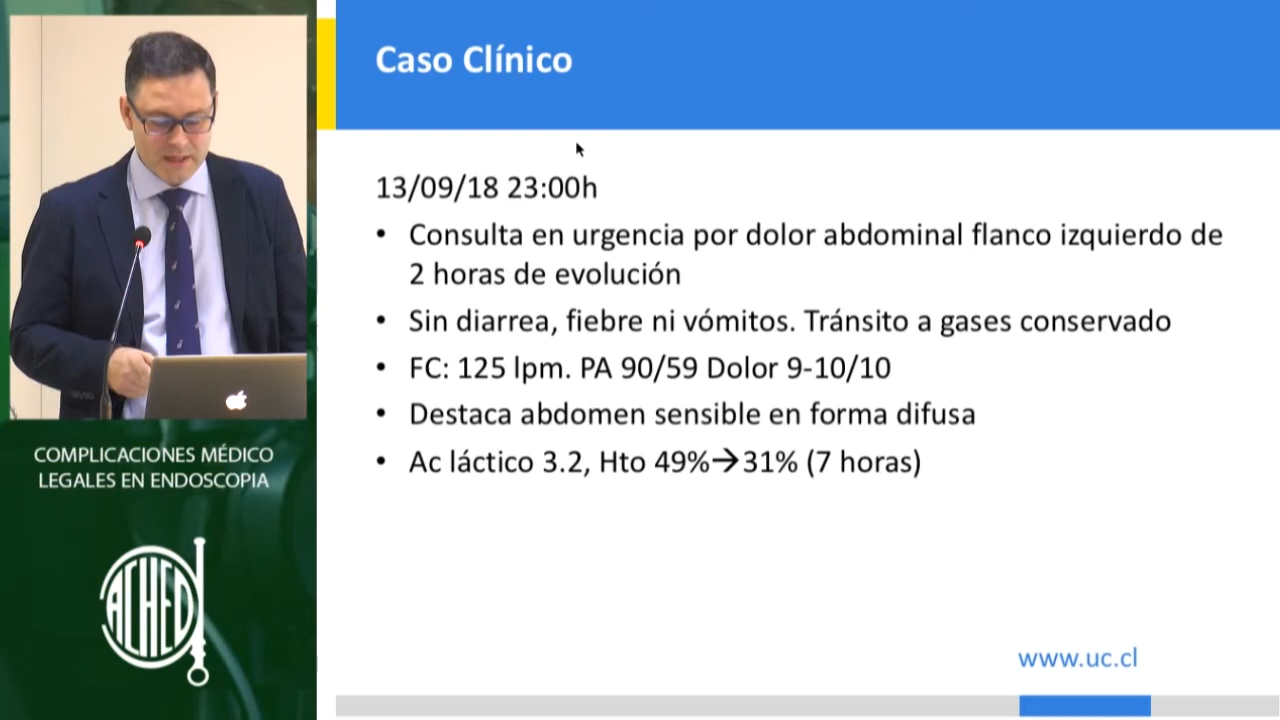 Caso Clínico
13/09/18 23:00h
• Consulta en urgencia por dolor abdominal flanco izquierdo de
2 horas de evolución
• Sin diarrea, fiebre ni vómitos. Tránsito a gases conservado
• FC: 125 lpm. PA 90/59 Dolor 9-10/10
• Destaca abdomen sensible en forma difusa
• Ac láctico 3.2, Hto 49%→31% (7 horas)
www.uc.cl
COMPLICACIONES MÉDICO
LEGALES EN ENDOSCOPIA
ACHED